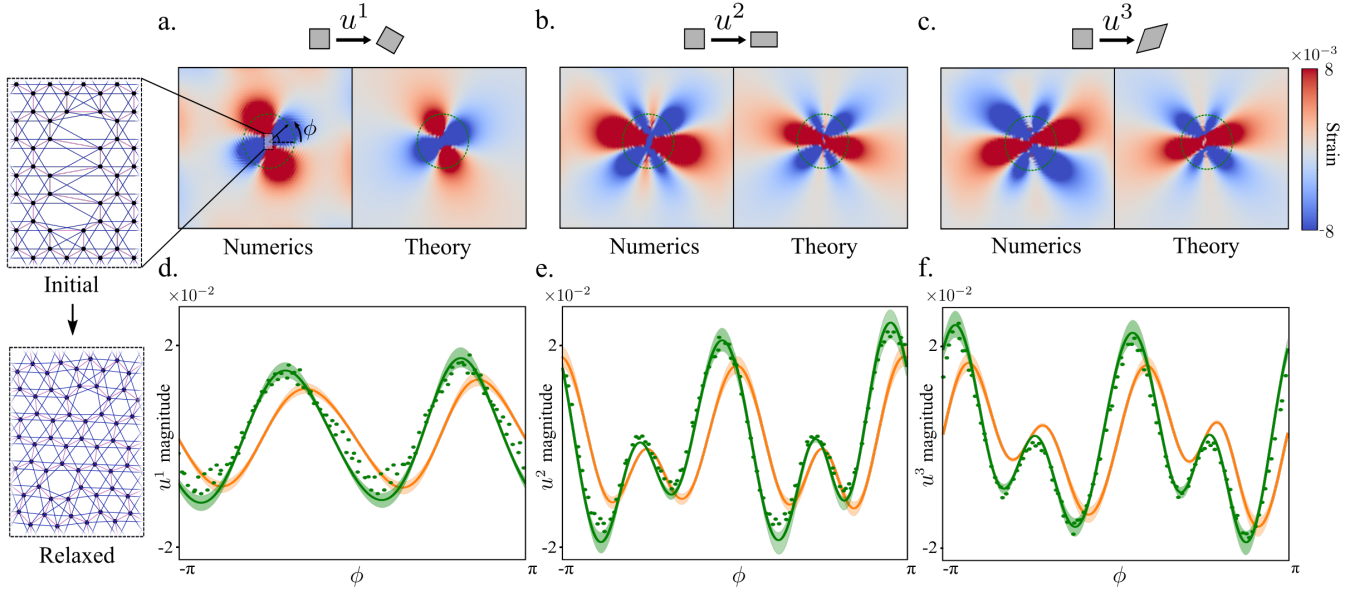 a.
u¹
b.
u²
c.
u³
×10⁻³
8
Strain
-8
ϕ
Numerics
Theory
Numerics
Theory
Numerics
Theory
Initial
Relaxed
d.
×10⁻²
2
u¹ magnitude
-2
-π
ϕ
π
e.
×10⁻²
2
u² magnitude
-2
-π
ϕ
π
f.
×10⁻²
2
u³ magnitude
-2
-π
ϕ
π